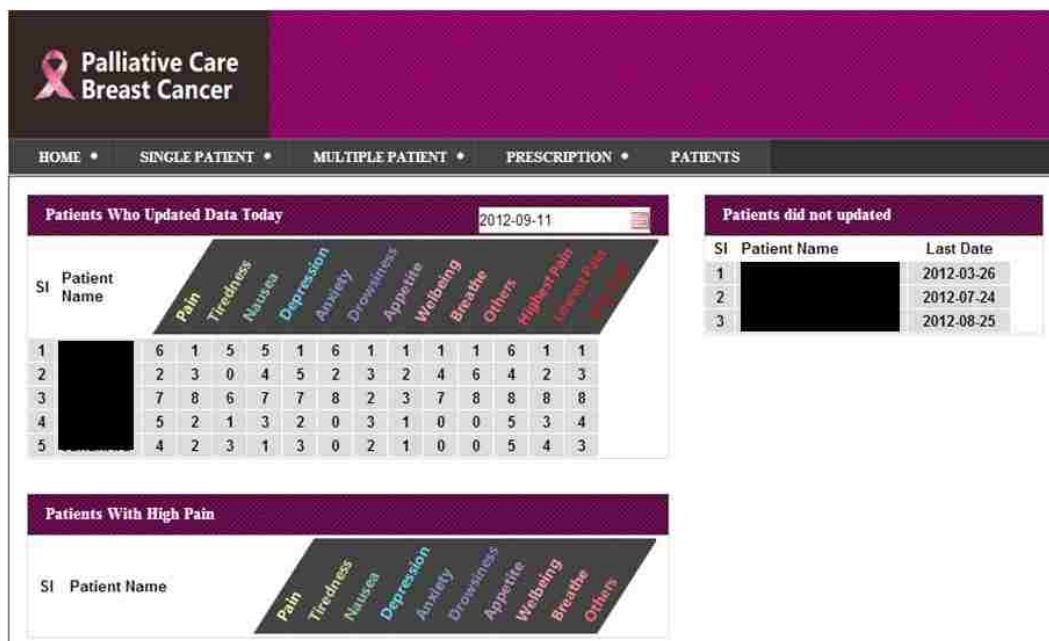 Palliative Care
Breast Cancer
HOME • SINGLE PATIENT • MULTIPLE PATIENT • PRESCRIPTION • PATIENTS
Patients Who Updated Data Today 2012-09-11
SI Patient Name Pain Tiredness Nausea Depression Anxiety Drowsiness Appetite Welbeing Breathe Others Highest Pain Lowest Pain
1 6 1 5 5 1 6 1 1 1 1 6 1 1
2 2 3 0 4 5 2 3 2 4 6 4 2 3
3 7 8 6 7 7 8 2 3 7 8 8 8 8
4 5 2 1 3 2 0 3 1 0 0 5 3 4
5 4 2 3 1 3 0 2 1 0 0 5 4 3
Patients did not updated
SI Patient Name Last Date
1 2012-03-26
2 2012-07-24
3 2012-08-25
Patients With High Pain
SI Patient Name Pain Tiredness Nausea Depression Anxiety Drowsiness Appetite Welbeing Breathe Others